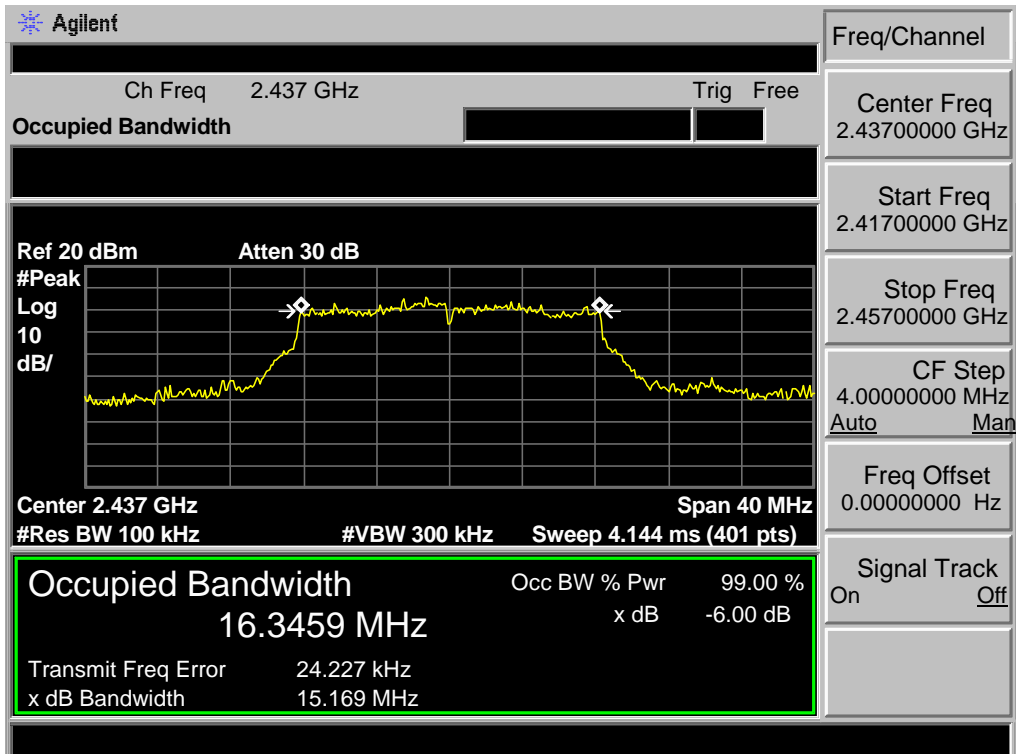 Agilent
Freq/Channel
Ch Freq 2.437 GHz Trig Free
Occupied Bandwidth
Center Freq
2.43700000 GHz
Start Freq
2.41700000 GHz
Stop Freq
2.45700000 GHz
CF Step
4.00000000 MHz
Auto Man
Freq Offset
0.00000000 Hz
Signal Track
On Off
Ref 20 dBm Atten 30 dB
#Peak
Log
10
dB/
Center 2.437 GHz Span 40 MHz
#Res BW 100 kHz #VBW 300 kHz Sweep 4.144 ms (401 pts)
Occupied Bandwidth Occ BW % Pwr 99.00 %
16.3459 MHz x dB -6.00 dB
Transmit Freq Error 24.227 kHz
x dB Bandwidth 15.169 MHz